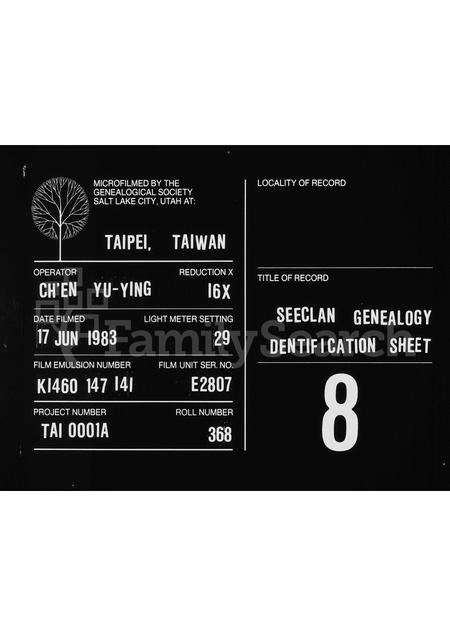 MICROFILMED BY THE
GENEALOGICAL SOCIETY
SALT LAKE CITY, UTAH AT:
TAIPEI, TAIWAN
OPERATOR REDUCTION X
CH'EN YU-YING 16X
DATE FILMED LIGHT METER SETTING
17 JUN 1983 29
FILM EMULSION NUMBER FILM UNIT SER. NO.
K1460 147 141 E2807
PROJECT NUMBER ROLL NUMBER
TAI 0001A 368
LOCALITY OF RECORD
TITLE OF RECORD
SEECLAN GENEALOGY
DENTIFICATION SHEET
8
FamilySearch